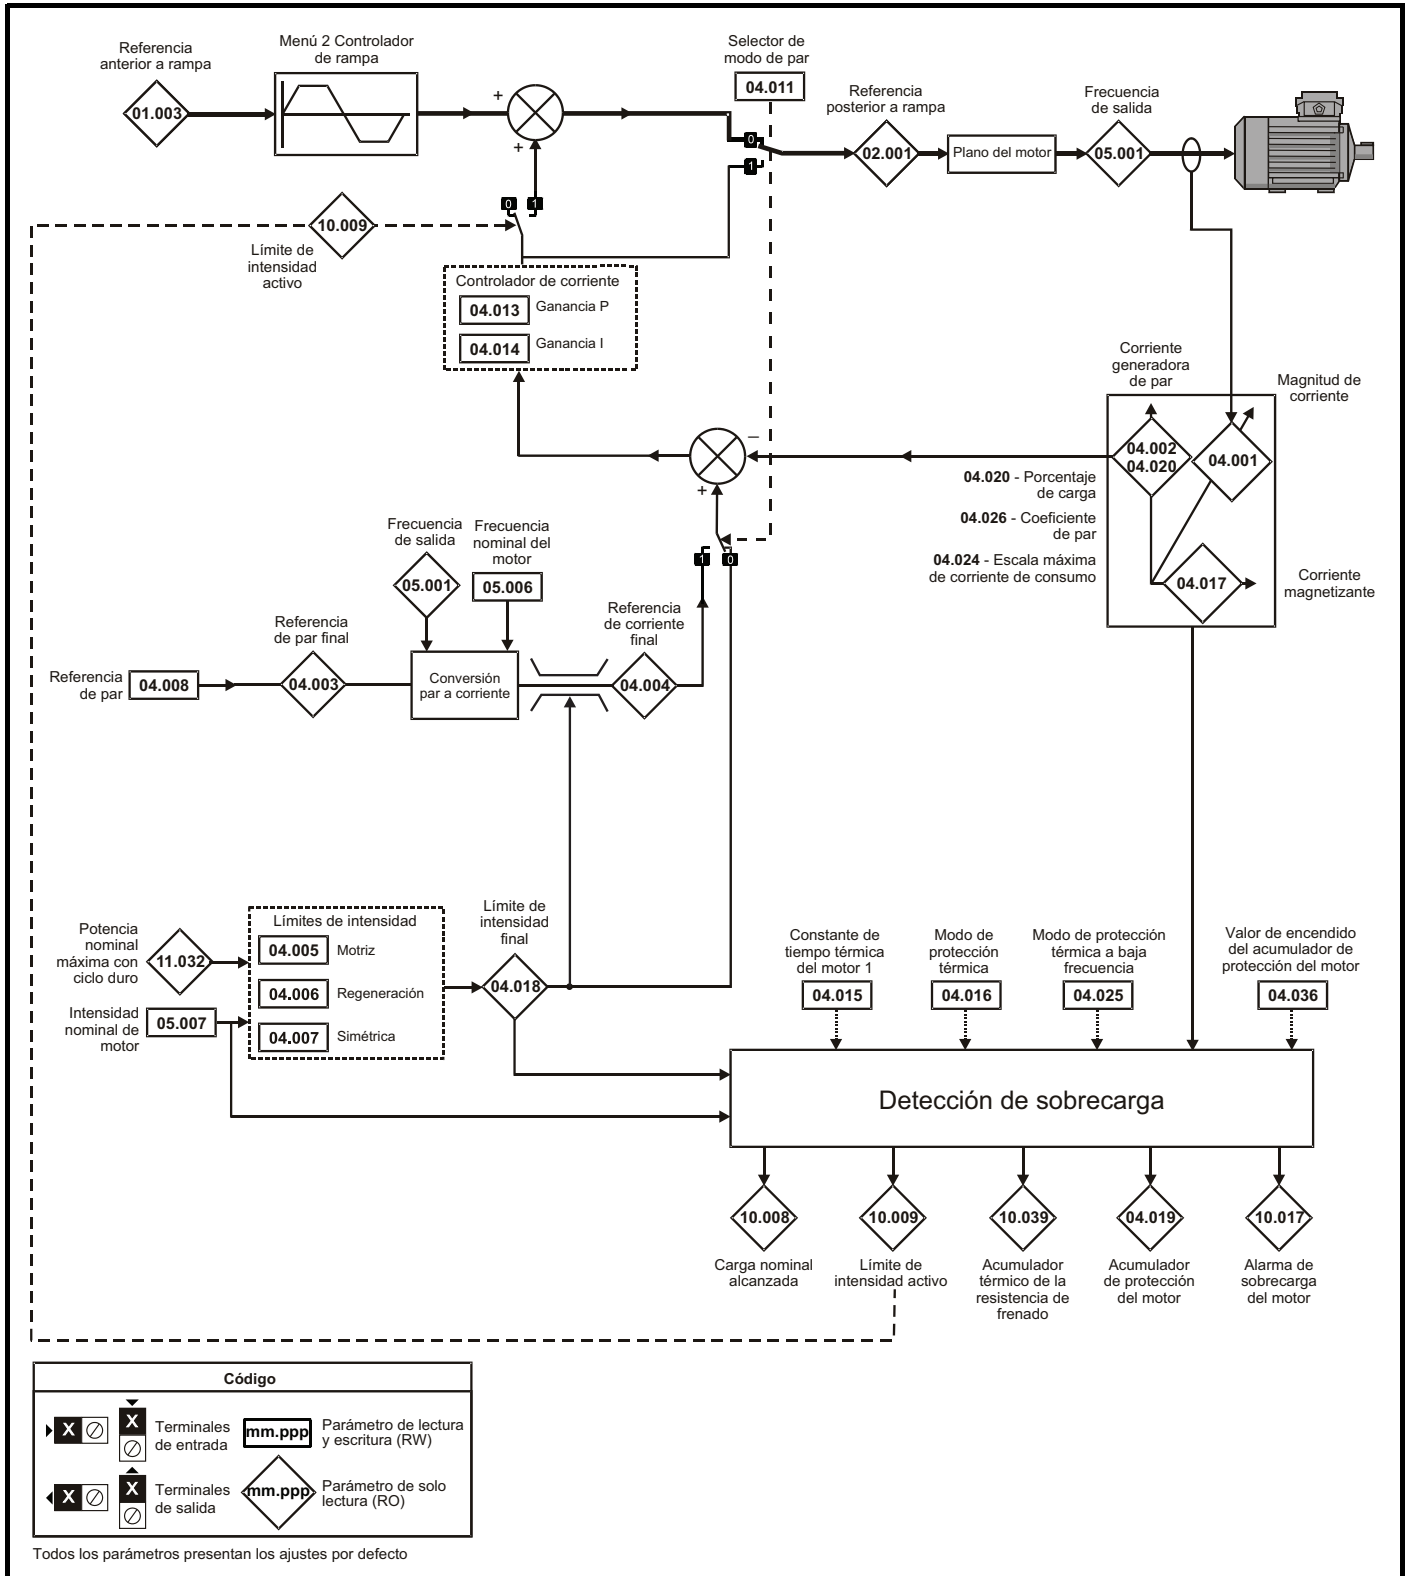 Referencia
anterior a rampa
01.003
Menú 2 Controlador
de rampa
+
+
Selector de
modo de par
04.011
0
1
Referencia
posterior a rampa
02.001
Plano del motor
Frecuencia
de salida
05.001
0
1
10.009
Límite de
intensidad
activo
Controlador de corriente
04.013
Ganancia P
04.014
Ganancia I
Corriente
generadora
de par
Magnitud de
corriente
04.002
04.020
04.001
04.017
Corriente
magnetizante
–
+
04.020 - Porcentaje
de carga
04.026 - Coeficiente
de par
04.024 - Escala máxima
de corriente de consumo
1
0
Frecuencia
de salida
05.001
Frecuencia
nominal del
motor
05.006
Referencia
de par
04.008
Referencia
de par final
04.003
Conversión
par a corriente
Referencia
de corriente
final
04.004
Potencia
nominal
máxima con
ciclo duro
11.032
Intensidad
nominal de
motor
05.007
Límites de intensidad
04.005
Motriz
04.006
Regeneración
04.007
Simétrica
Límite de
intensidad
final
04.018
Constante de
tiempo térmica
del motor 1
04.015
Modo de
protección
térmica
04.016
Modo de protección
térmica a baja
frecuencia
04.025
Valor de encendido
del acumulador de
protección del motor
04.036
Detección de sobrecarga
10.008
Carga nominal
alcanzada
10.009
Límite de
intensidad activo
10.039
Acumulador
térmico de la
resistencia de
frenado
04.019
Acumulador
de protección
del motor
10.017
Alarma de
sobrecarga
del motor
Código
X
X
Terminales
de entrada
mm.ppp
Parámetro de lectura
y escritura (RW)
X
X
Terminales
de salida
mm.ppp
Parámetro de solo
lectura (RO)
Todos los parámetros presentan los ajustes por defecto